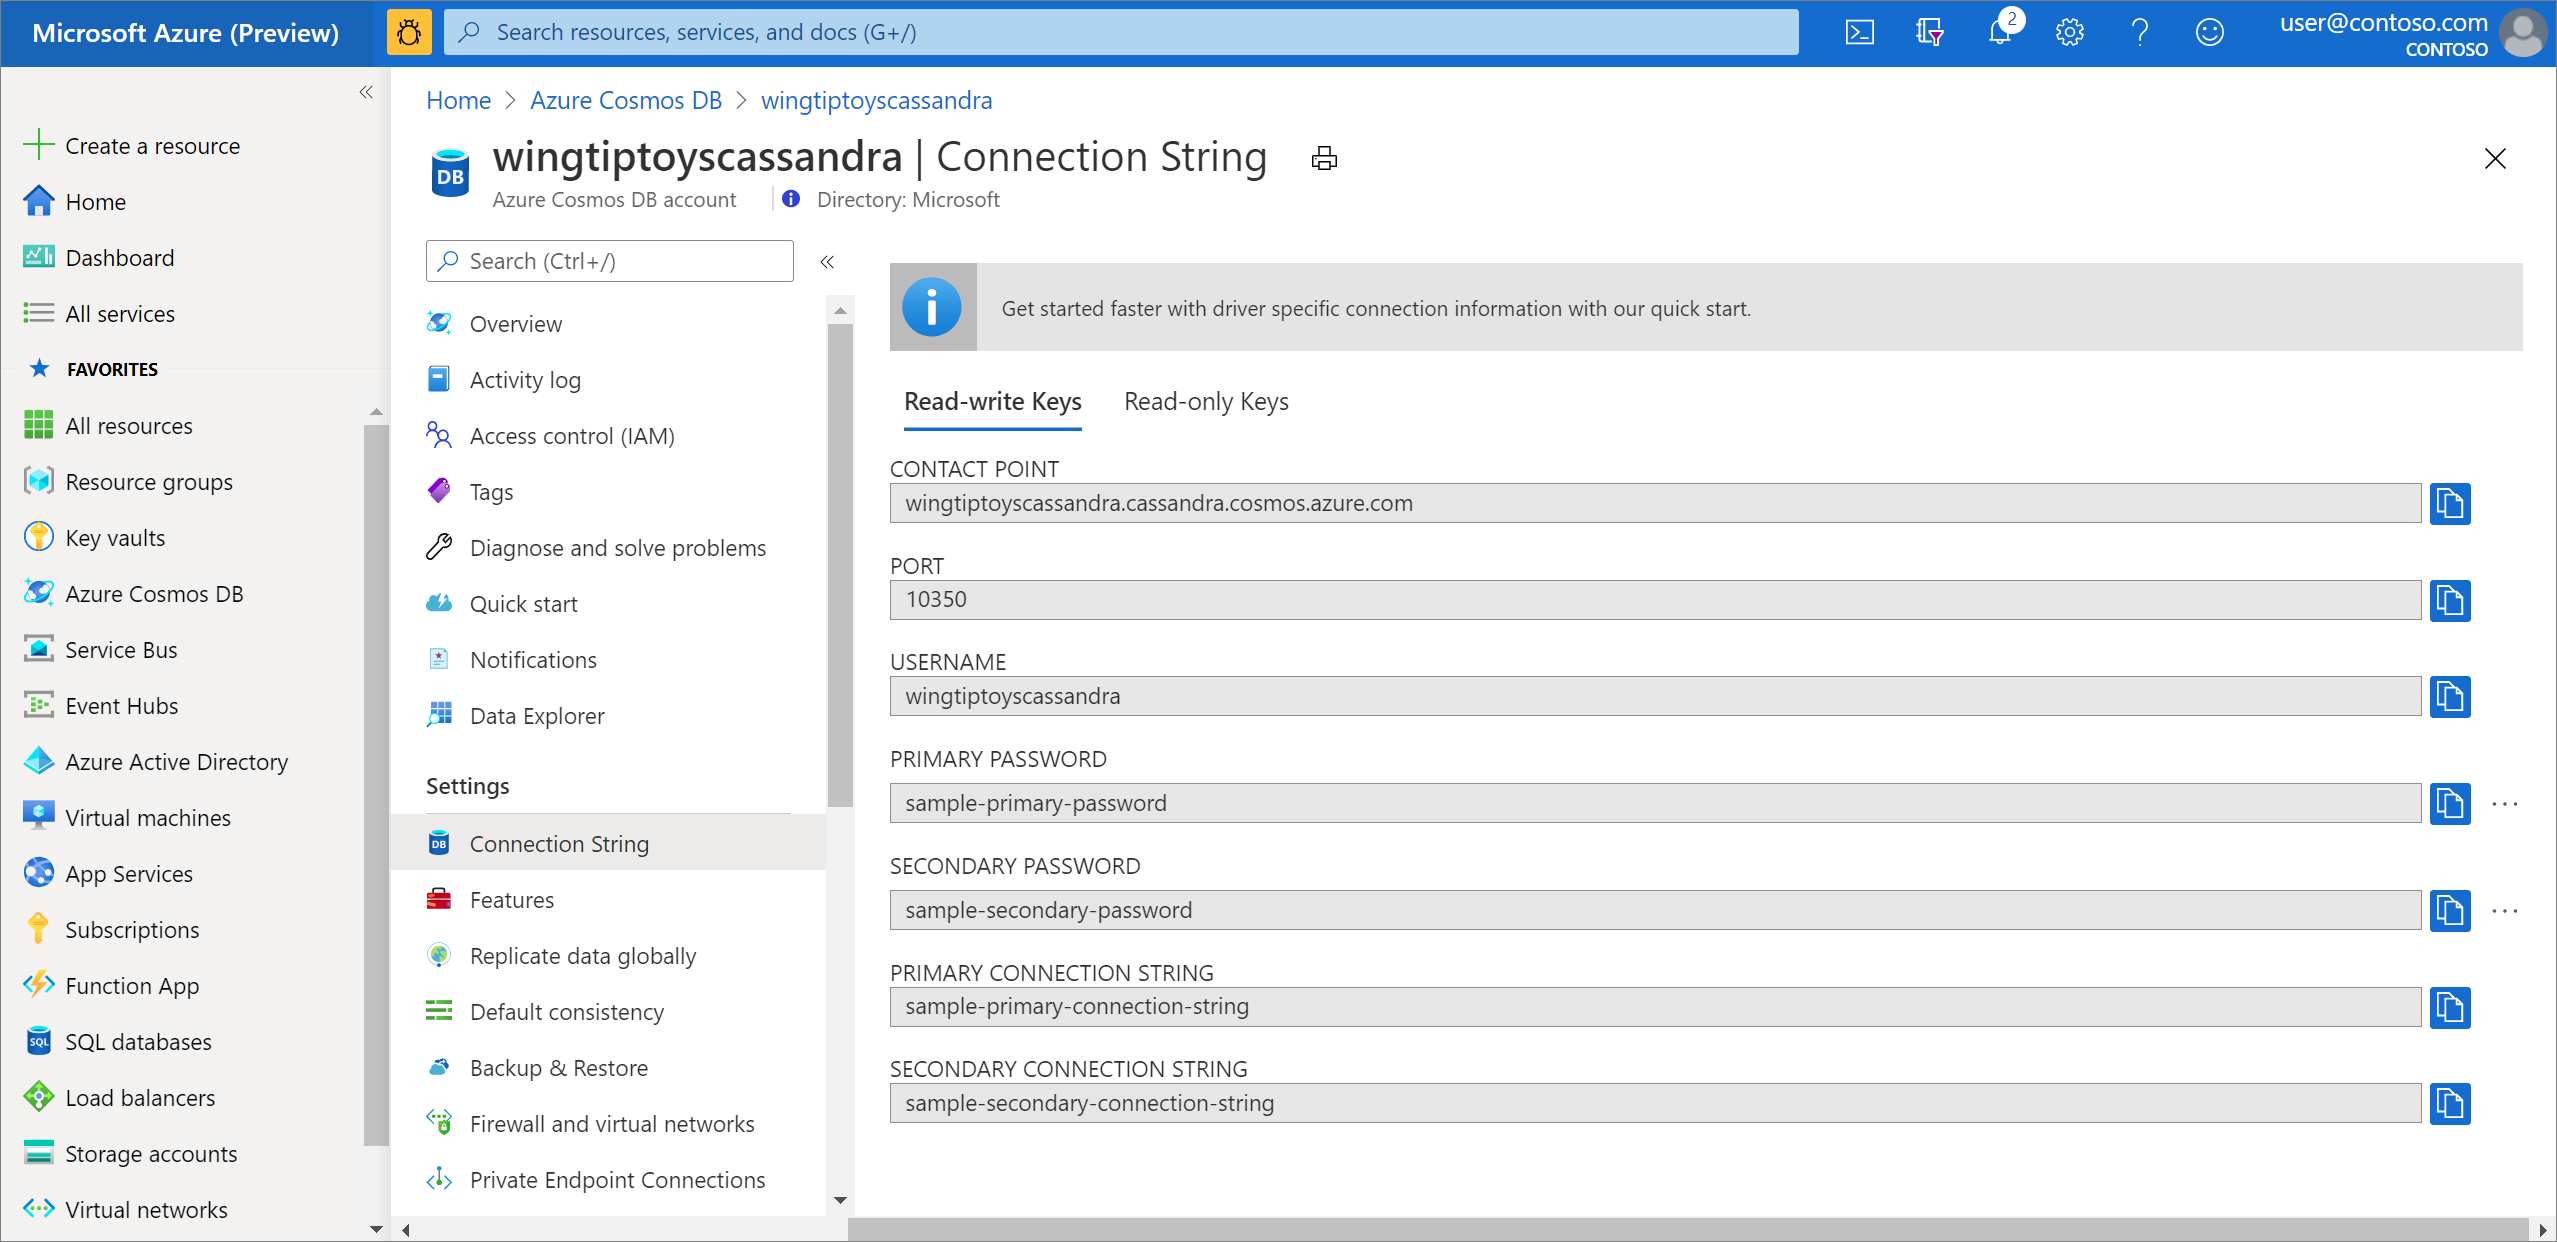 Microsoft Azure (Preview)
Search resources, services, and docs (G+/)
2
user@contoso.com
CONTOSO
Create a resource
Home
Dashboard
All services
FAVORITES
All resources
Resource groups
Key vaults
Azure Cosmos DB
Service Bus
Event Hubs
Azure Active Directory
Virtual machines
App Services
Subscriptions
Function App
SQL
SQL databases
Load balancers
Storage accounts
Virtual networks
Home > Azure Cosmos DB > wingtiptoyscassandra
DB
wingtiptoyscassandra | Connection String
Azure Cosmos DB account
Directory: Microsoft
Search (Ctrl+/)
Overview
Activity log
Access control (IAM)
Tags
Diagnose and solve problems
Quick start
Notifications
Data Explorer
Settings
DB
Connection String
Features
Replicate data globally
Default consistency
Backup & Restore
Firewall and virtual networks
Private Endpoint Connections
Get started faster with driver specific connection information with our quick start.
Read-write Keys
Read-only Keys
CONTACT POINT
wingtiptoyscassandra.cassandra.cosmos.azure.com
PORT
10350
USERNAME
wingtiptoyscassandra
PRIMARY PASSWORD
sample-primary-password
SECONDARY PASSWORD
sample-secondary-password
PRIMARY CONNECTION STRING
sample-primary-connection-string
SECONDARY CONNECTION STRING
sample-secondary-connection-string